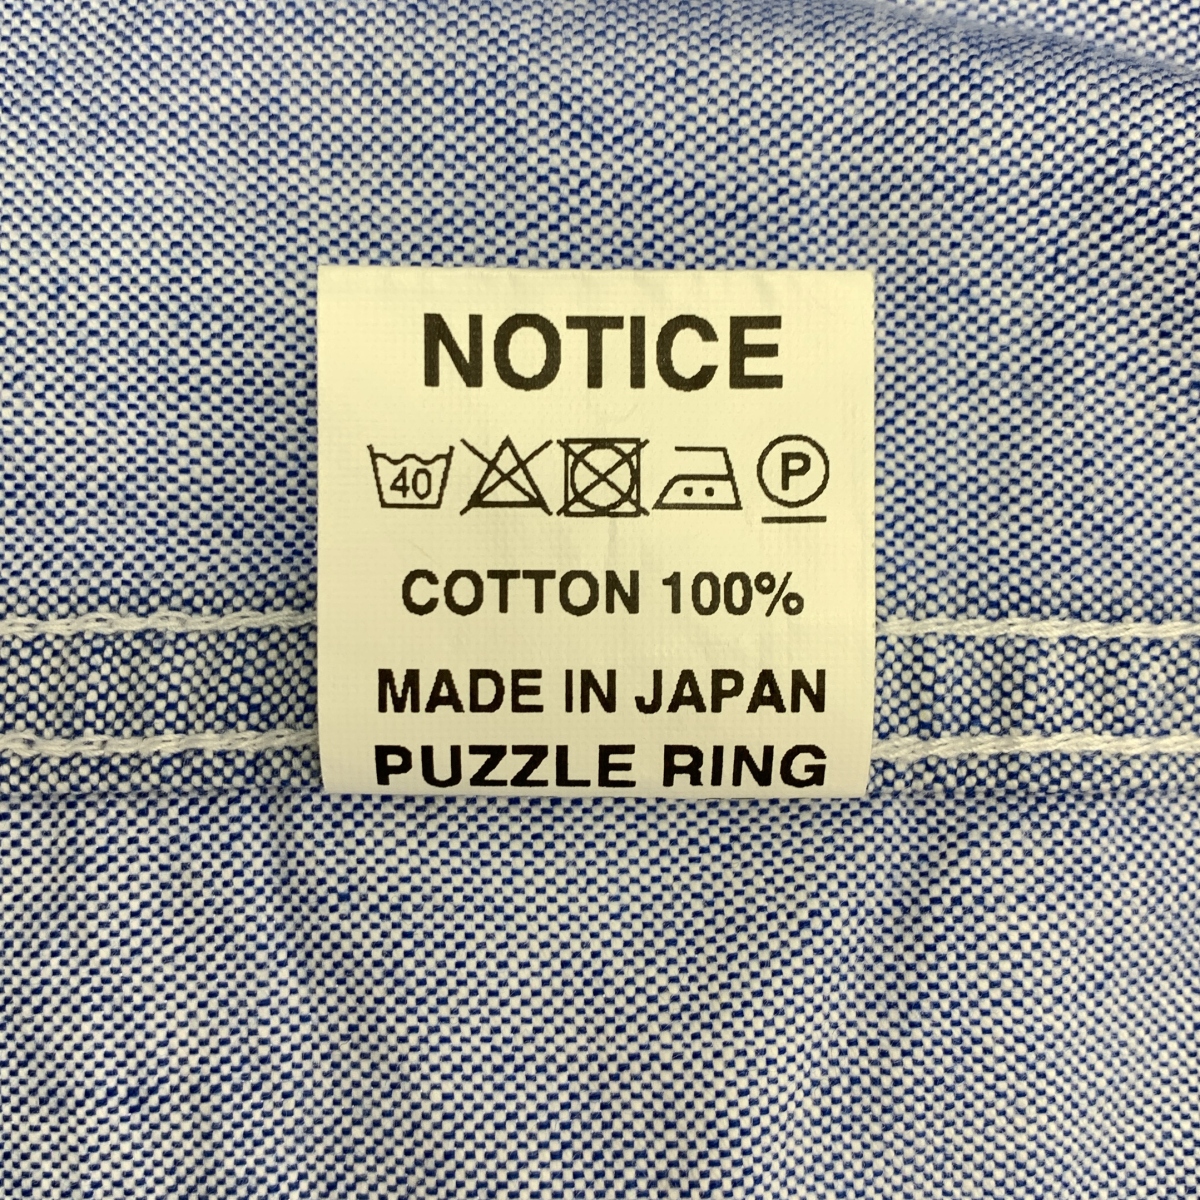 NOTICE
40 P
COTTON 100%
MADE IN JAPAN
PUZZLE RING